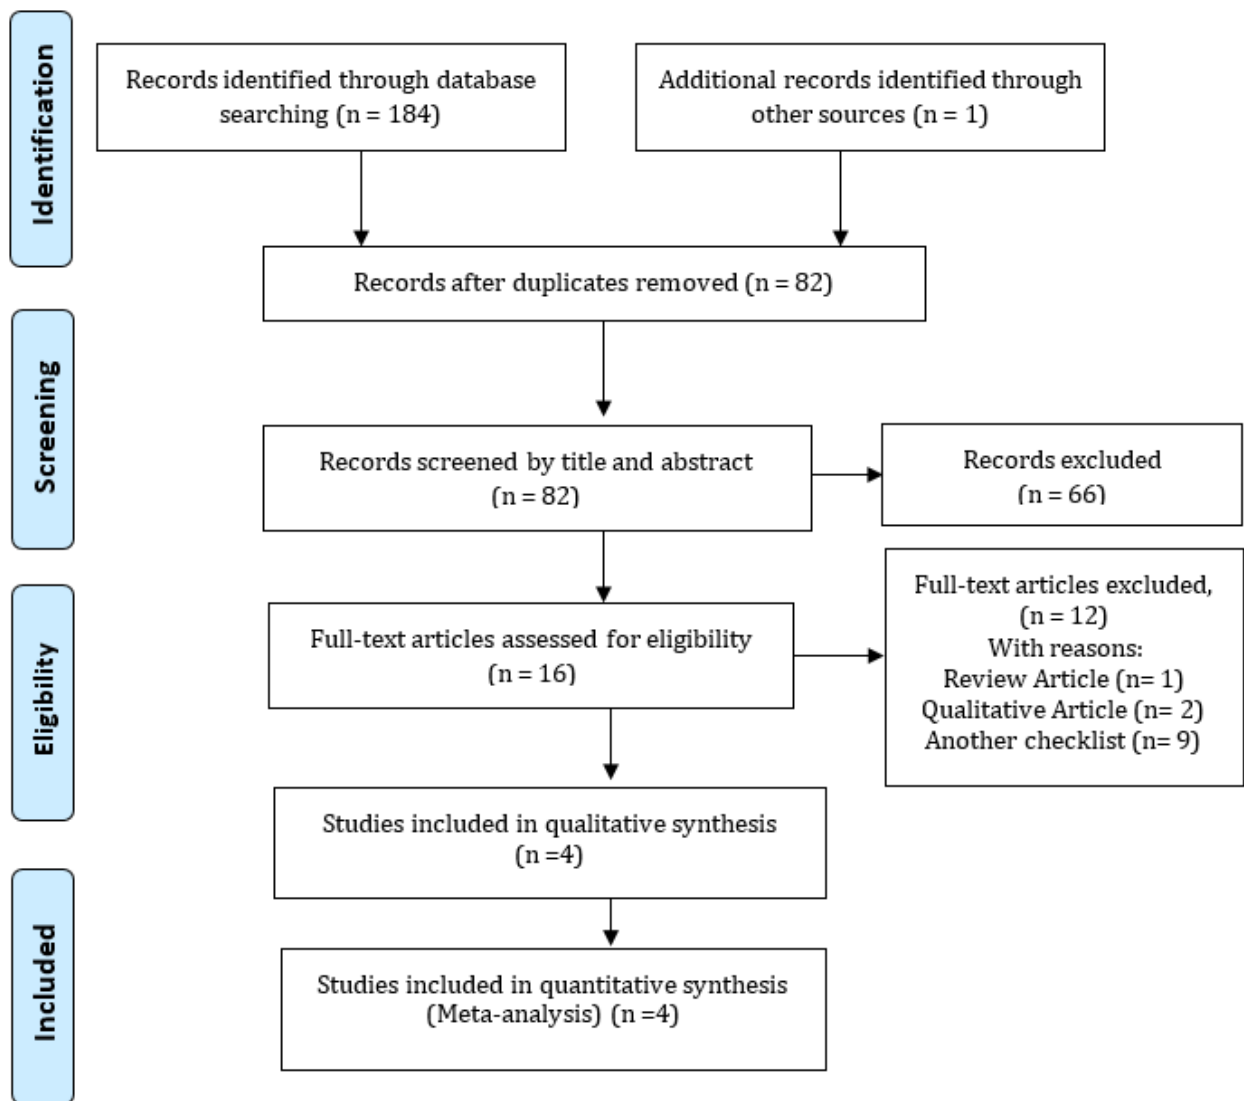 Identification
Records identified through database
searching (n = 184)
Additional records identified through
other sources (n = 1)
Records after duplicates removed (n = 82)
Screening
Records screened by title and abstract
(n = 82)
Records excluded
(n = 66)
Eligibility
Full-text articles assessed for eligibility
(n = 16)
Full-text articles excluded,
(n = 12)
With reasons:
Review Article (n= 1)
Qualitative Article (n= 2)
Another checklist (n= 9)
Studies included in qualitative synthesis
(n =4)
Included
Studies included in quantitative synthesis
(Meta-analysis) (n =4)